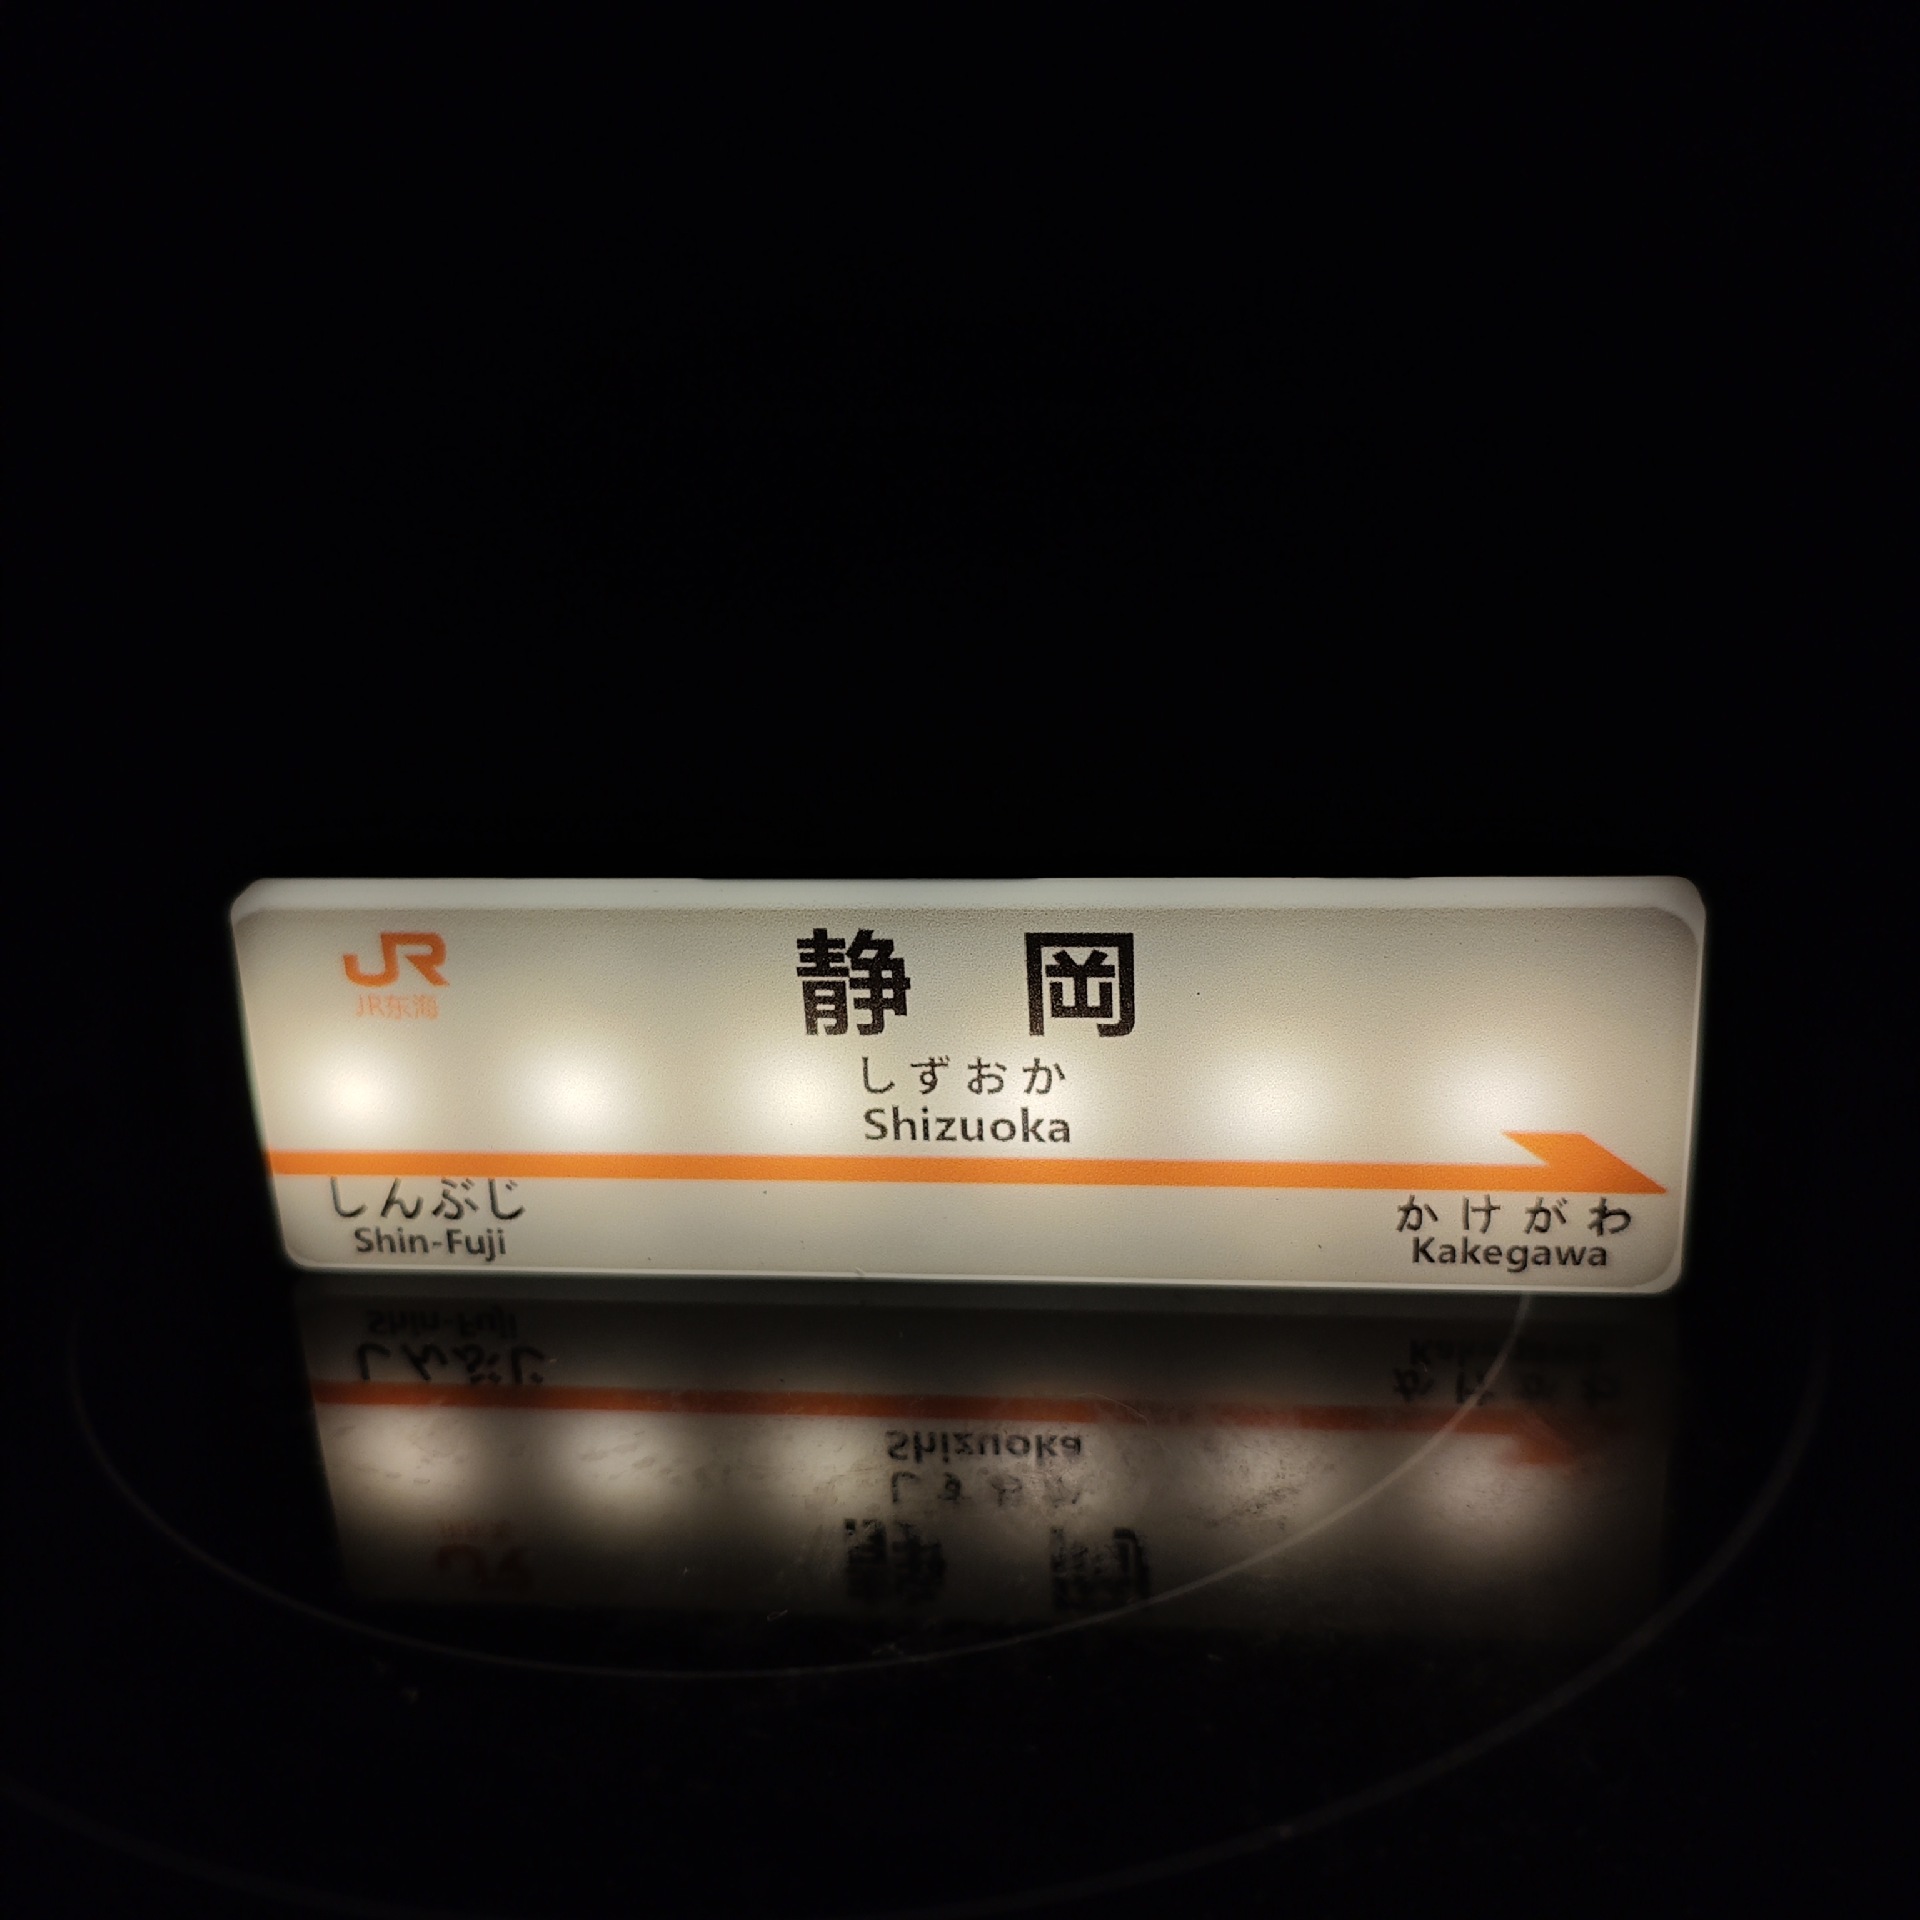 JR
JR东海
静 岡
しずおか
Shizuoka
しんぶじ
Shin-Fuji
かけがわ
Kakegawa